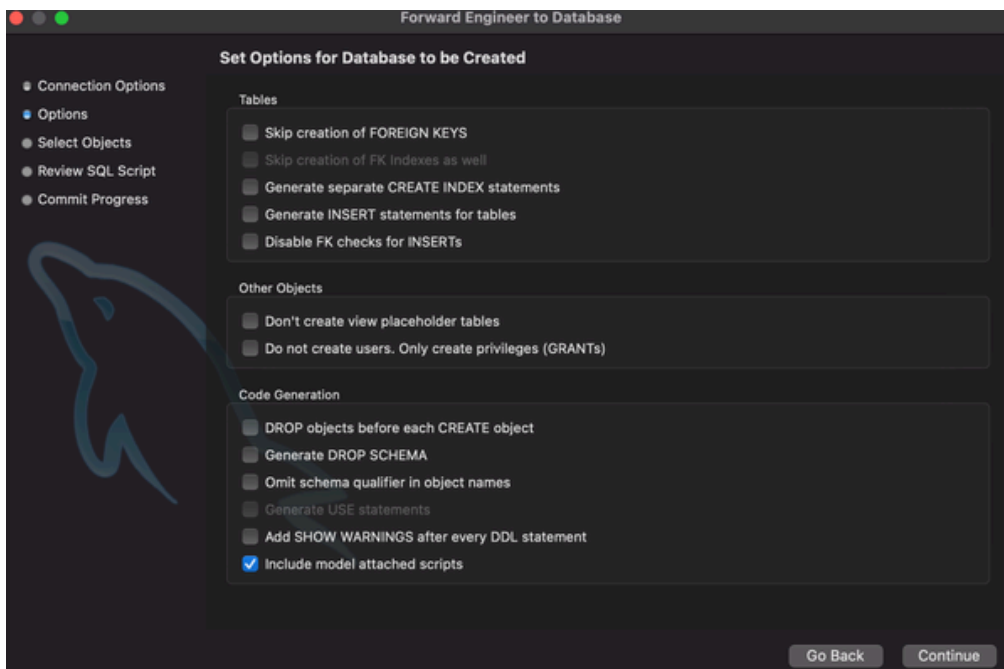 Forward Engineer to Database
Set Options for Database to be Created
Connection Options
Options
Select Objects
Review SQL Script
Commit Progress
Tables
Skip creation of FOREIGN KEYS
Skip creation of FK Indexes as well
Generate separate CREATE INDEX statements
Generate INSERT statements for tables
Disable FK checks for INSERTs
Other Objects
Don't create view placeholder tables
Do not create users. Only create privileges (GRANTs)
Code Generation
DROP objects before each CREATE object
Generate DROP SCHEMA
Omit schema qualifier in object names
Generate USE statements
Add SHOW WARNINGS after every DDL statement
Include model attached scripts
Go Back
Continue